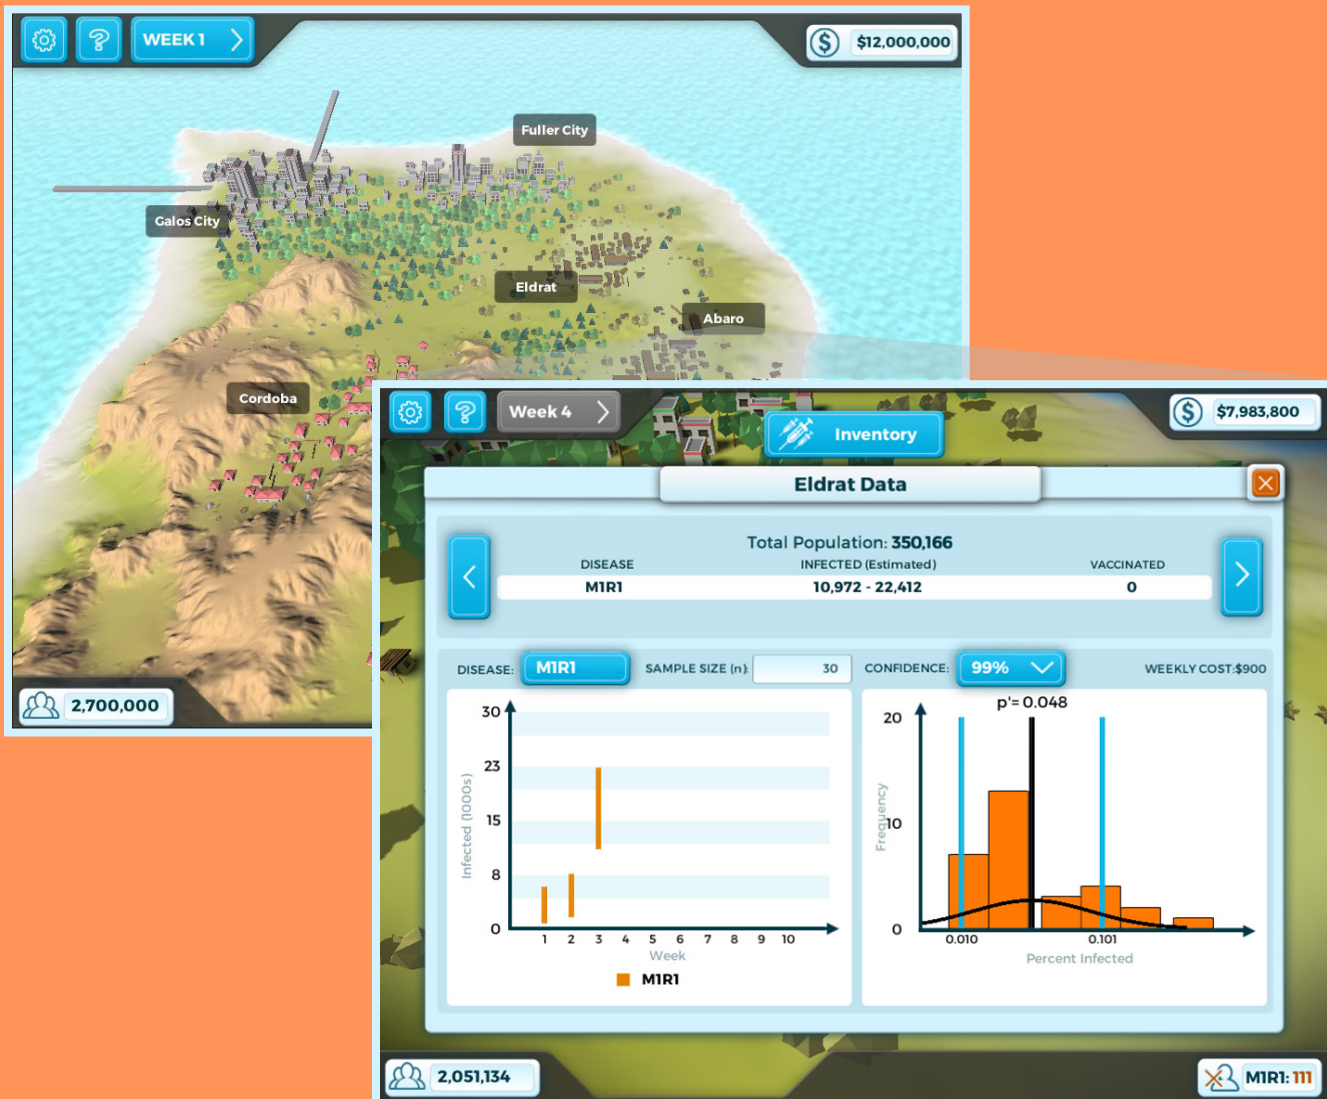 WEEK 1
$12,000,000
Fuller City
Galos City
Eldrat
Abaro
Cordoba
2,700,000
Week 4
Inventory
$7,983,800
Eldrat Data
Total Population: 350,166
DISEASE INFECTED (Estimated) VACCINATED
M1R1 10,972 - 22,412 0
DISEASE: M1R1 SAMPLE SIZE (n): 30 CONFIDENCE: 99% WEEKLY COST:$900
30
23
15
8
0
Infected (1000s)
1 2 3 4 5 6 7 8 9 10
Week
M1R1
p'= 0.048
20
10
0
Frequency
0.010 0.101
Percent Infected
2,051,134
M1R1: 111